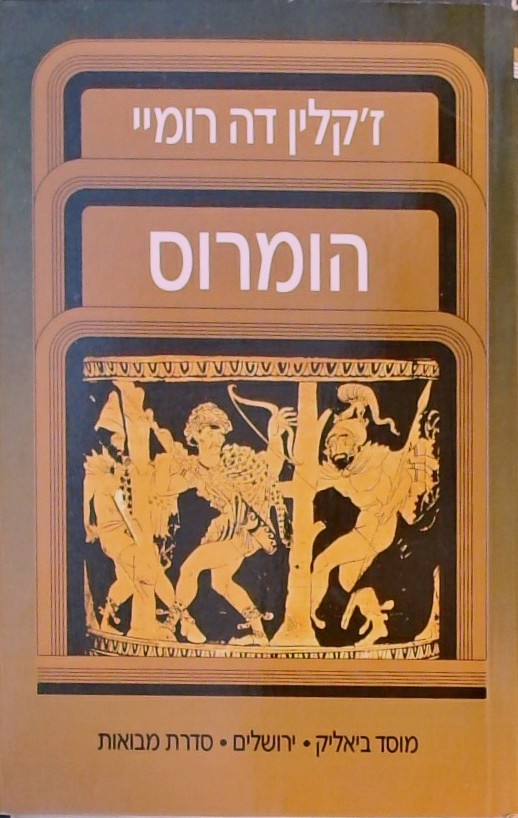 ז'קלין דה רומיי
הומרוס
מוסד ביאליק • ירושלים • סדרת מבואות